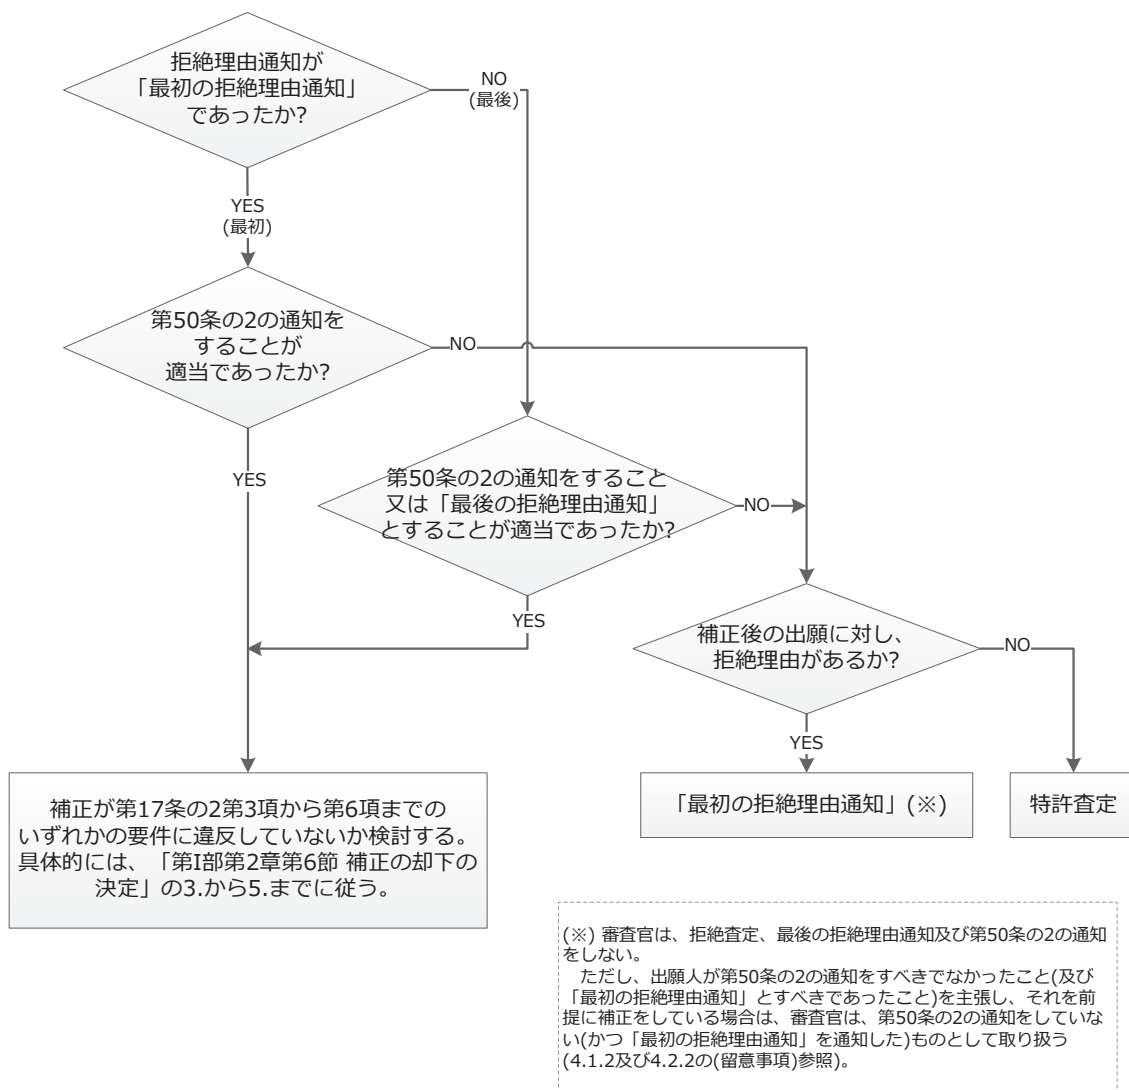 拒絶理由通知が
「最初の拒絶理由通知」
であったか?
NO
(最後)
YES
(最初)
第50条の2の通知を
することが
適当であったか?
NO
YES
第50条の2の通知をすること
又は「最後の拒絶理由通知」
とすることが適当であったか?
NO
YES
補正後の出願に対し、
拒絶理由があるか?
NO
YES
補正が第17条の2第3項から第6項までの
いずれかの要件に違反していないか検討する。
具体的には、「第I部第2章第6節 補正の却下の
決定」の3.から5.までに従う。
「最初の拒絶理由通知」(※)
特許査定
(※) 審査官は、拒絶査定、最後の拒絶理由通知及び第50条の2の通知
をしない。
　ただし、出願人が第50条の2の通知をすべきでなかったこと(及び
「最初の拒絶理由通知」とすべきであったこと)を主張し、それを前
提に補正をしている場合は、審査官は、第50条の2の通知をしていな
い(かつ「最初の拒絶理由通知」を通知した)ものとして取り扱う
(4.1.2及び4.2.2の(留意事項)参照)。